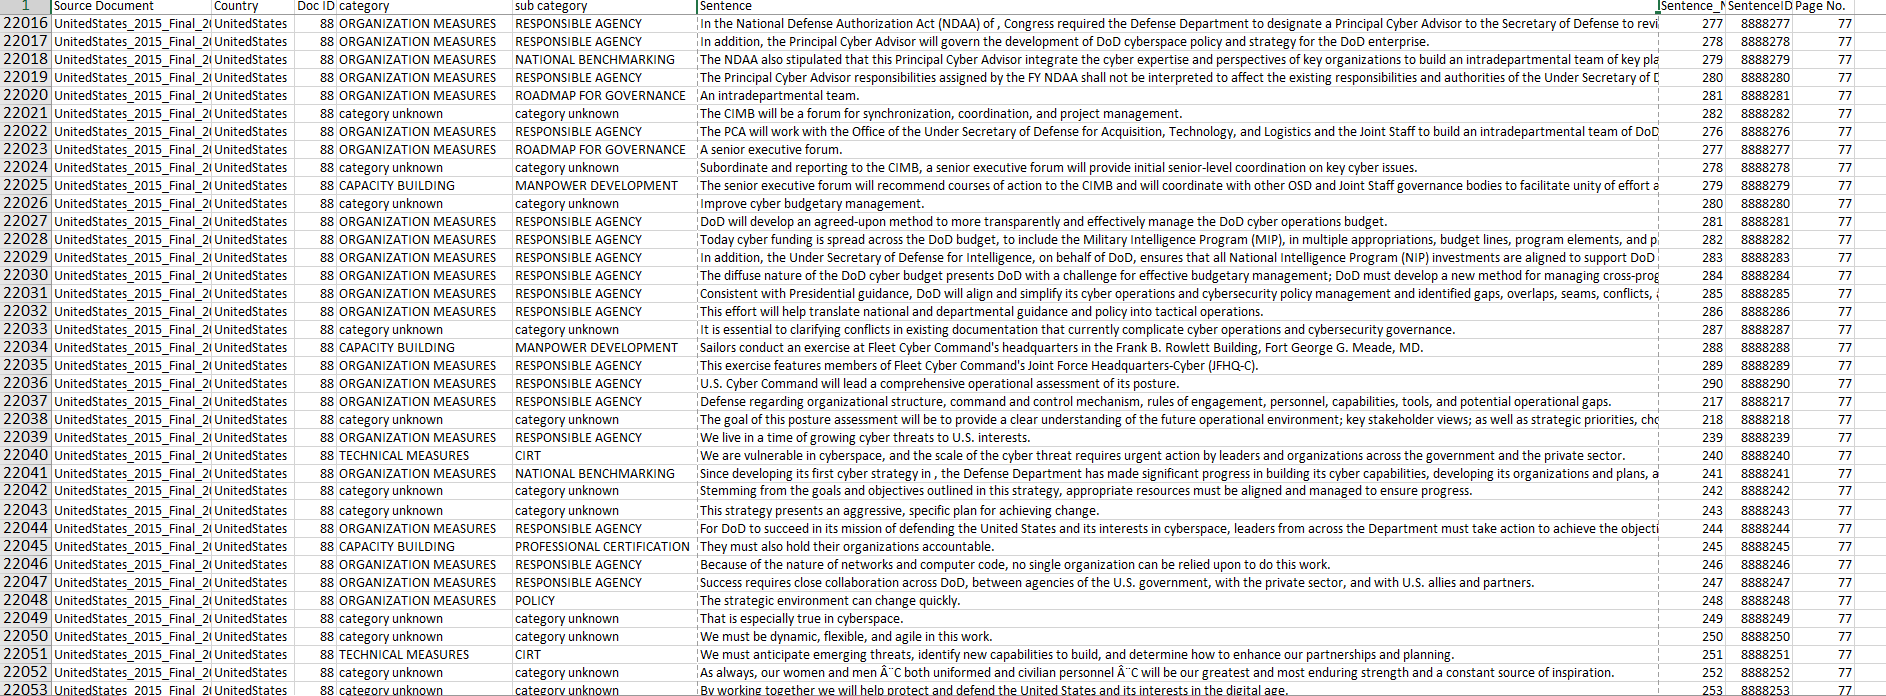 1 Source Document Country Doc ID category sub category Sentence Sentence_N SentenceID Page No.
22016 UnitedStates_2015_Final_20 UnitedStates 88 ORGANIZATION MEASURES RESPONSIBLE AGENCY In the National Defense Authorization Act (NDAA) of , Congress required the Defense Department to designate a Principal Cyber Advisor to the Secretary of Defense to revi 277 8888277 77
22017 UnitedStates_2015_Final_20 UnitedStates 88 ORGANIZATION MEASURES RESPONSIBLE AGENCY In addition, the Principal Cyber Advisor will govern the development of DoD cyberspace policy and strategy for the DoD enterprise. 278 8888278 77
22018 UnitedStates_2015_Final_20 UnitedStates 88 ORGANIZATION MEASURES NATIONAL BENCHMARKING The NDAA also stipulated that this Principal Cyber Advisor integrate the cyber expertise and perspectives of key organizations to build an intradepartmental team of key pla 279 8888279 77
22019 UnitedStates_2015_Final_20 UnitedStates 88 ORGANIZATION MEASURES RESPONSIBLE AGENCY The Principal Cyber Advisor responsibilities assigned by the FY NDAA shall not be interpreted to affect the existing responsibilities and authorities of the Under Secretary of D 280 8888280 77
22020 UnitedStates_2015_Final_20 UnitedStates 88 ORGANIZATION MEASURES ROADMAP FOR GOVERNANCE An intradepartmental team. 281 8888281 77
22021 UnitedStates_2015_Final_20 UnitedStates 88 category unknown category unknown The CIMB will be a forum for synchronization, coordination, and project management. 282 8888282 77
22022 UnitedStates_2015_Final_20 UnitedStates 88 ORGANIZATION MEASURES RESPONSIBLE AGENCY The PCA will work with the Office of the Under Secretary of Defense for Acquisition, Technology, and Logistics and the Joint Staff to build an intradepartmental team of DoD 276 8888276 77
22023 UnitedStates_2015_Final_20 UnitedStates 88 ORGANIZATION MEASURES ROADMAP FOR GOVERNANCE A senior executive forum. 277 8888277 77
22024 UnitedStates_2015_Final_20 UnitedStates 88 category unknown category unknown Subordinate and reporting to the CIMB, a senior executive forum will provide initial senior-level coordination on key cyber issues. 278 8888278 77
22025 UnitedStates_2015_Final_20 UnitedStates 88 CAPACITY BUILDING MANPOWER DEVELOPMENT The senior executive forum will recommend courses of action to the CIMB and will coordinate with other OSD and Joint Staff governance bodies to facilitate unity of effort a 279 8888279 77
22026 UnitedStates_2015_Final_20 UnitedStates 88 category unknown category unknown Improve cyber budgetary management. 280 8888280 77
22027 UnitedStates_2015_Final_20 UnitedStates 88 ORGANIZATION MEASURES RESPONSIBLE AGENCY DoD will develop an agreed-upon method to more transparently and effectively manage the DoD cyber operations budget. 281 8888281 77
22028 UnitedStates_2015_Final_20 UnitedStates 88 ORGANIZATION MEASURES RESPONSIBLE AGENCY Today cyber funding is spread across the DoD budget, to include the Military Intelligence Program (MIP), in multiple appropriations, budget lines, program elements, and p 282 8888282 77
22029 UnitedStates_2015_Final_20 UnitedStates 88 ORGANIZATION MEASURES RESPONSIBLE AGENCY In addition, the Under Secretary of Defense for Intelligence, on behalf of DoD, ensures that all National Intelligence Program (NIP) investments are aligned to support DoD 283 8888283 77
22030 UnitedStates_2015_Final_20 UnitedStates 88 ORGANIZATION MEASURES RESPONSIBLE AGENCY The diffuse nature of the DoD cyber budget presents DoD with a challenge for effective budgetary management; DoD must develop a new method for managing cross-prog 284 8888284 77
22031 UnitedStates_2015_Final_20 UnitedStates 88 ORGANIZATION MEASURES RESPONSIBLE AGENCY Consistent with Presidential guidance, DoD will align and simplify its cyber operations and cybersecurity policy management and identified gaps, overlaps, seams, conflicts, a 285 8888285 77
22032 UnitedStates_2015_Final_20 UnitedStates 88 ORGANIZATION MEASURES RESPONSIBLE AGENCY This effort will help translate national and departmental guidance and policy into tactical operations. 286 8888286 77
22033 UnitedStates_2015_Final_20 UnitedStates 88 category unknown category unknown It is essential to clarifying conflicts in existing documentation that currently complicate cyber operations and cybersecurity governance. 287 8888287 77
22034 UnitedStates_2015_Final_20 UnitedStates 88 CAPACITY BUILDING MANPOWER DEVELOPMENT Sailors conduct an exercise at Fleet Cyber Command's headquarters in the Frank B. Rowlett Building, Fort George G. Meade, MD. 288 8888288 77
22035 UnitedStates_2015_Final_20 UnitedStates 88 ORGANIZATION MEASURES RESPONSIBLE AGENCY This exercise features members of Fleet Cyber Command's Joint Force Headquarters-Cyber (JFHQ-C). 289 8888289 77
22036 UnitedStates_2015_Final_20 UnitedStates 88 ORGANIZATION MEASURES RESPONSIBLE AGENCY U.S. Cyber Command will lead a comprehensive operational assessment of its posture. 290 8888290 77
22037 UnitedStates_2015_Final_20 UnitedStates 88 ORGANIZATION MEASURES RESPONSIBLE AGENCY Defense regarding organizational structure, command and control mechanism, rules of engagement, personnel, capabilities, tools, and potential operational gaps. 217 8888217 77
22038 UnitedStates_2015_Final_20 UnitedStates 88 category unknown category unknown The goal of this posture assessment will be to provide a clear understanding of the future operational environment; key stakeholder views; as well as strategic priorities, cho 218 8888218 77
22039 UnitedStates_2015_Final_20 UnitedStates 88 ORGANIZATION MEASURES RESPONSIBLE AGENCY We live in a time of growing cyber threats to U.S. interests. 239 8888239 77
22040 UnitedStates_2015_Final_20 UnitedStates 88 TECHNICAL MEASURES CIRT We are vulnerable in cyberspace, and the scale of the cyber threat requires urgent action by leaders and organizations across the government and the private sector. 240 8888240 77
22041 UnitedStates_2015_Final_20 UnitedStates 88 ORGANIZATION MEASURES NATIONAL BENCHMARKING Since developing its first cyber strategy in , the Defense Department has made significant progress in building its cyber capabilities, developing its organizations and plans, a 241 8888241 77
22042 UnitedStates_2015_Final_20 UnitedStates 88 category unknown category unknown Stemming from the goals and objectives outlined in this strategy, appropriate resources must be aligned and managed to ensure progress. 242 8888242 77
22043 UnitedStates_2015_Final_20 UnitedStates 88 category unknown category unknown This strategy presents an aggressive, specific plan for achieving change. 243 8888243 77
22044 UnitedStates_2015_Final_20 UnitedStates 88 ORGANIZATION MEASURES RESPONSIBLE AGENCY For DoD to succeed in its mission of defending the United States and its interests in cyberspace, leaders from across the Department must take action to achieve the objecti 244 8888244 77
22045 UnitedStates_2015_Final_20 UnitedStates 88 CAPACITY BUILDING PROFESSIONAL CERTIFICATION They must also hold their organizations accountable. 245 8888245 77
22046 UnitedStates_2015_Final_20 UnitedStates 88 ORGANIZATION MEASURES RESPONSIBLE AGENCY Because of the nature of networks and computer code, no single organization can be relied upon to do this work. 246 8888246 77
22047 UnitedStates_2015_Final_20 UnitedStates 88 ORGANIZATION MEASURES RESPONSIBLE AGENCY Success requires close collaboration across DoD, between agencies of the U.S. government, with the private sector, and with U.S. allies and partners. 247 8888247 77
22048 UnitedStates_2015_Final_20 UnitedStates 88 ORGANIZATION MEASURES POLICY The strategic environment can change quickly. 248 8888248 77
22049 UnitedStates_2015_Final_20 UnitedStates 88 category unknown category unknown That is especially true in cyberspace. 249 8888249 77
22050 UnitedStates_2015_Final_20 UnitedStates 88 category unknown category unknown We must be dynamic, flexible, and agile in this work. 250 8888250 77
22051 UnitedStates_2015_Final_20 UnitedStates 88 TECHNICAL MEASURES CIRT We must anticipate emerging threats, identify new capabilities to build, and determine how to enhance our partnerships and planning. 251 8888251 77
22052 UnitedStates_2015_Final_20 UnitedStates 88 category unknown category unknown As always, our women and men Â¨C both uniformed and civilian personnel Â¨C will be our greatest and most enduring strength and a constant source of inspiration. 252 8888252 77
22053 UnitedStates_2015_Final_20 UnitedStates 88 category unknown category unknown By working together we will help protect and defend the United States and its interests in the digital age. 253 8888253 77